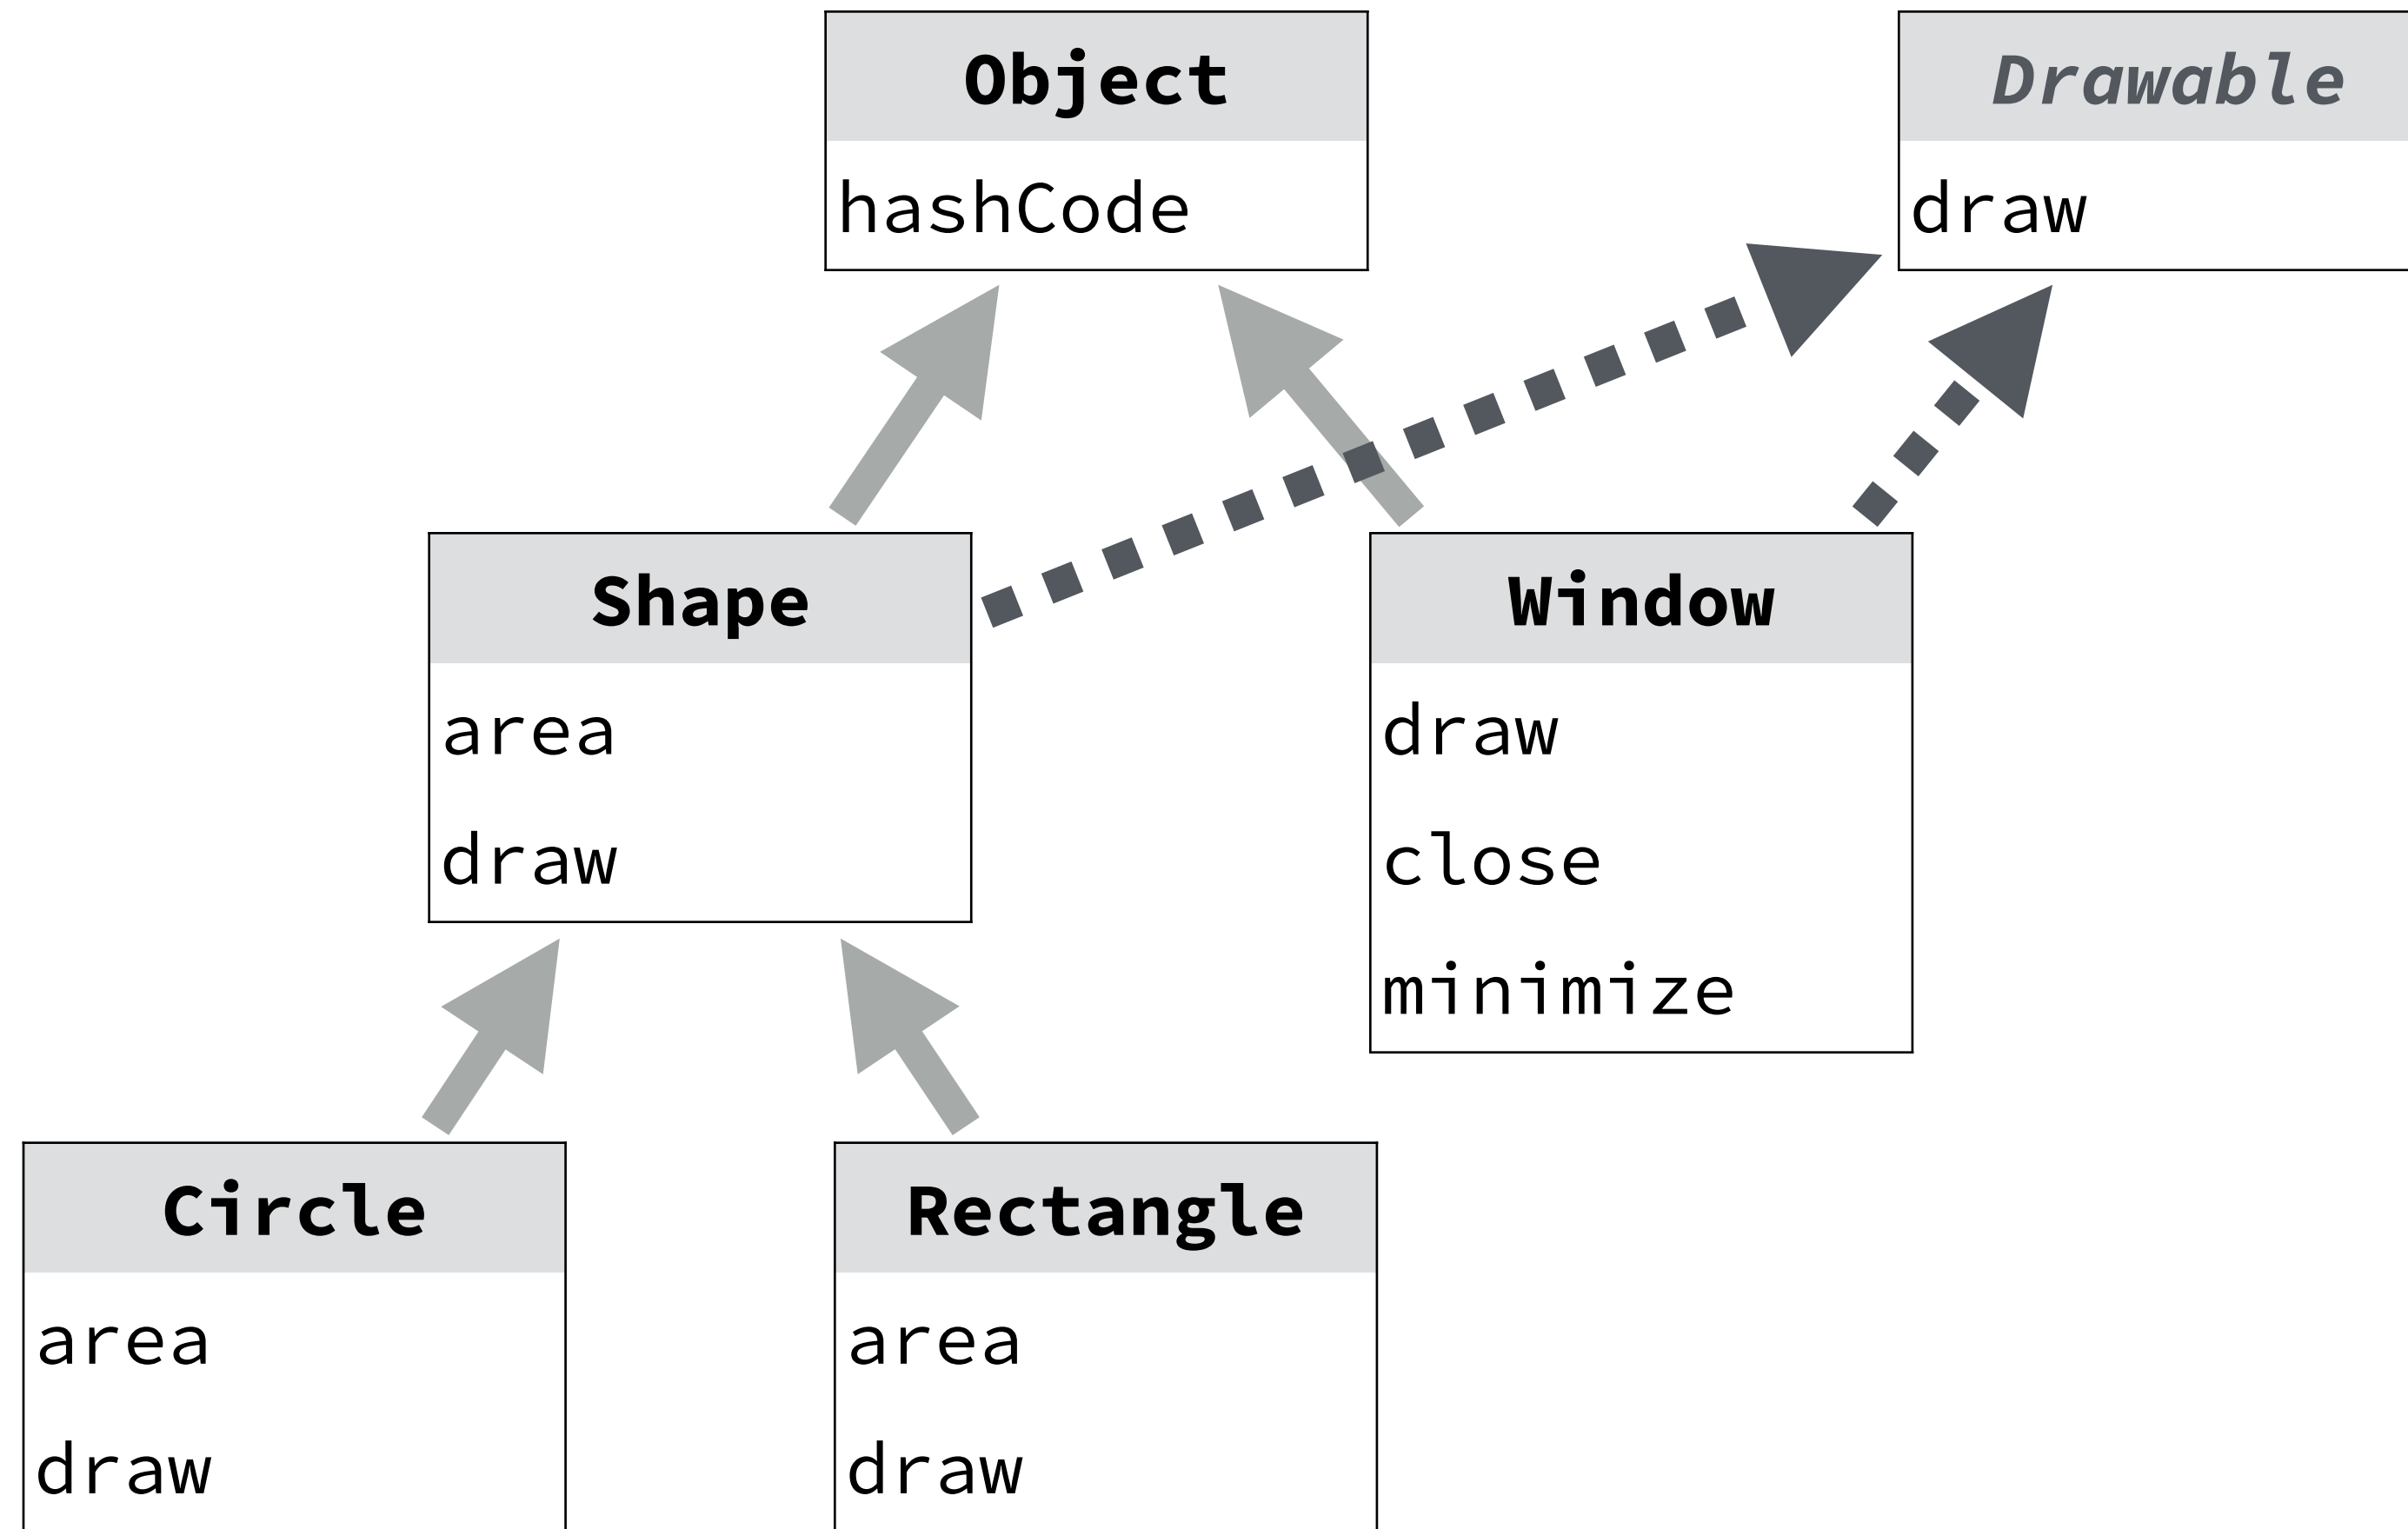 Object
hashCode
Drawable
draw
Shape
area
draw
Window
draw
close
minimize
Circle
area
draw
Rectangle
area
draw